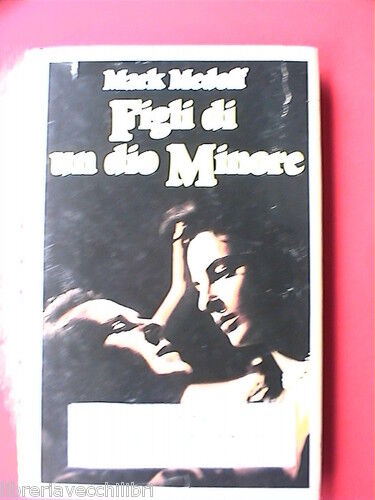 Mark Medoff
Figli di
un dio Minore
libreriavecchilibri